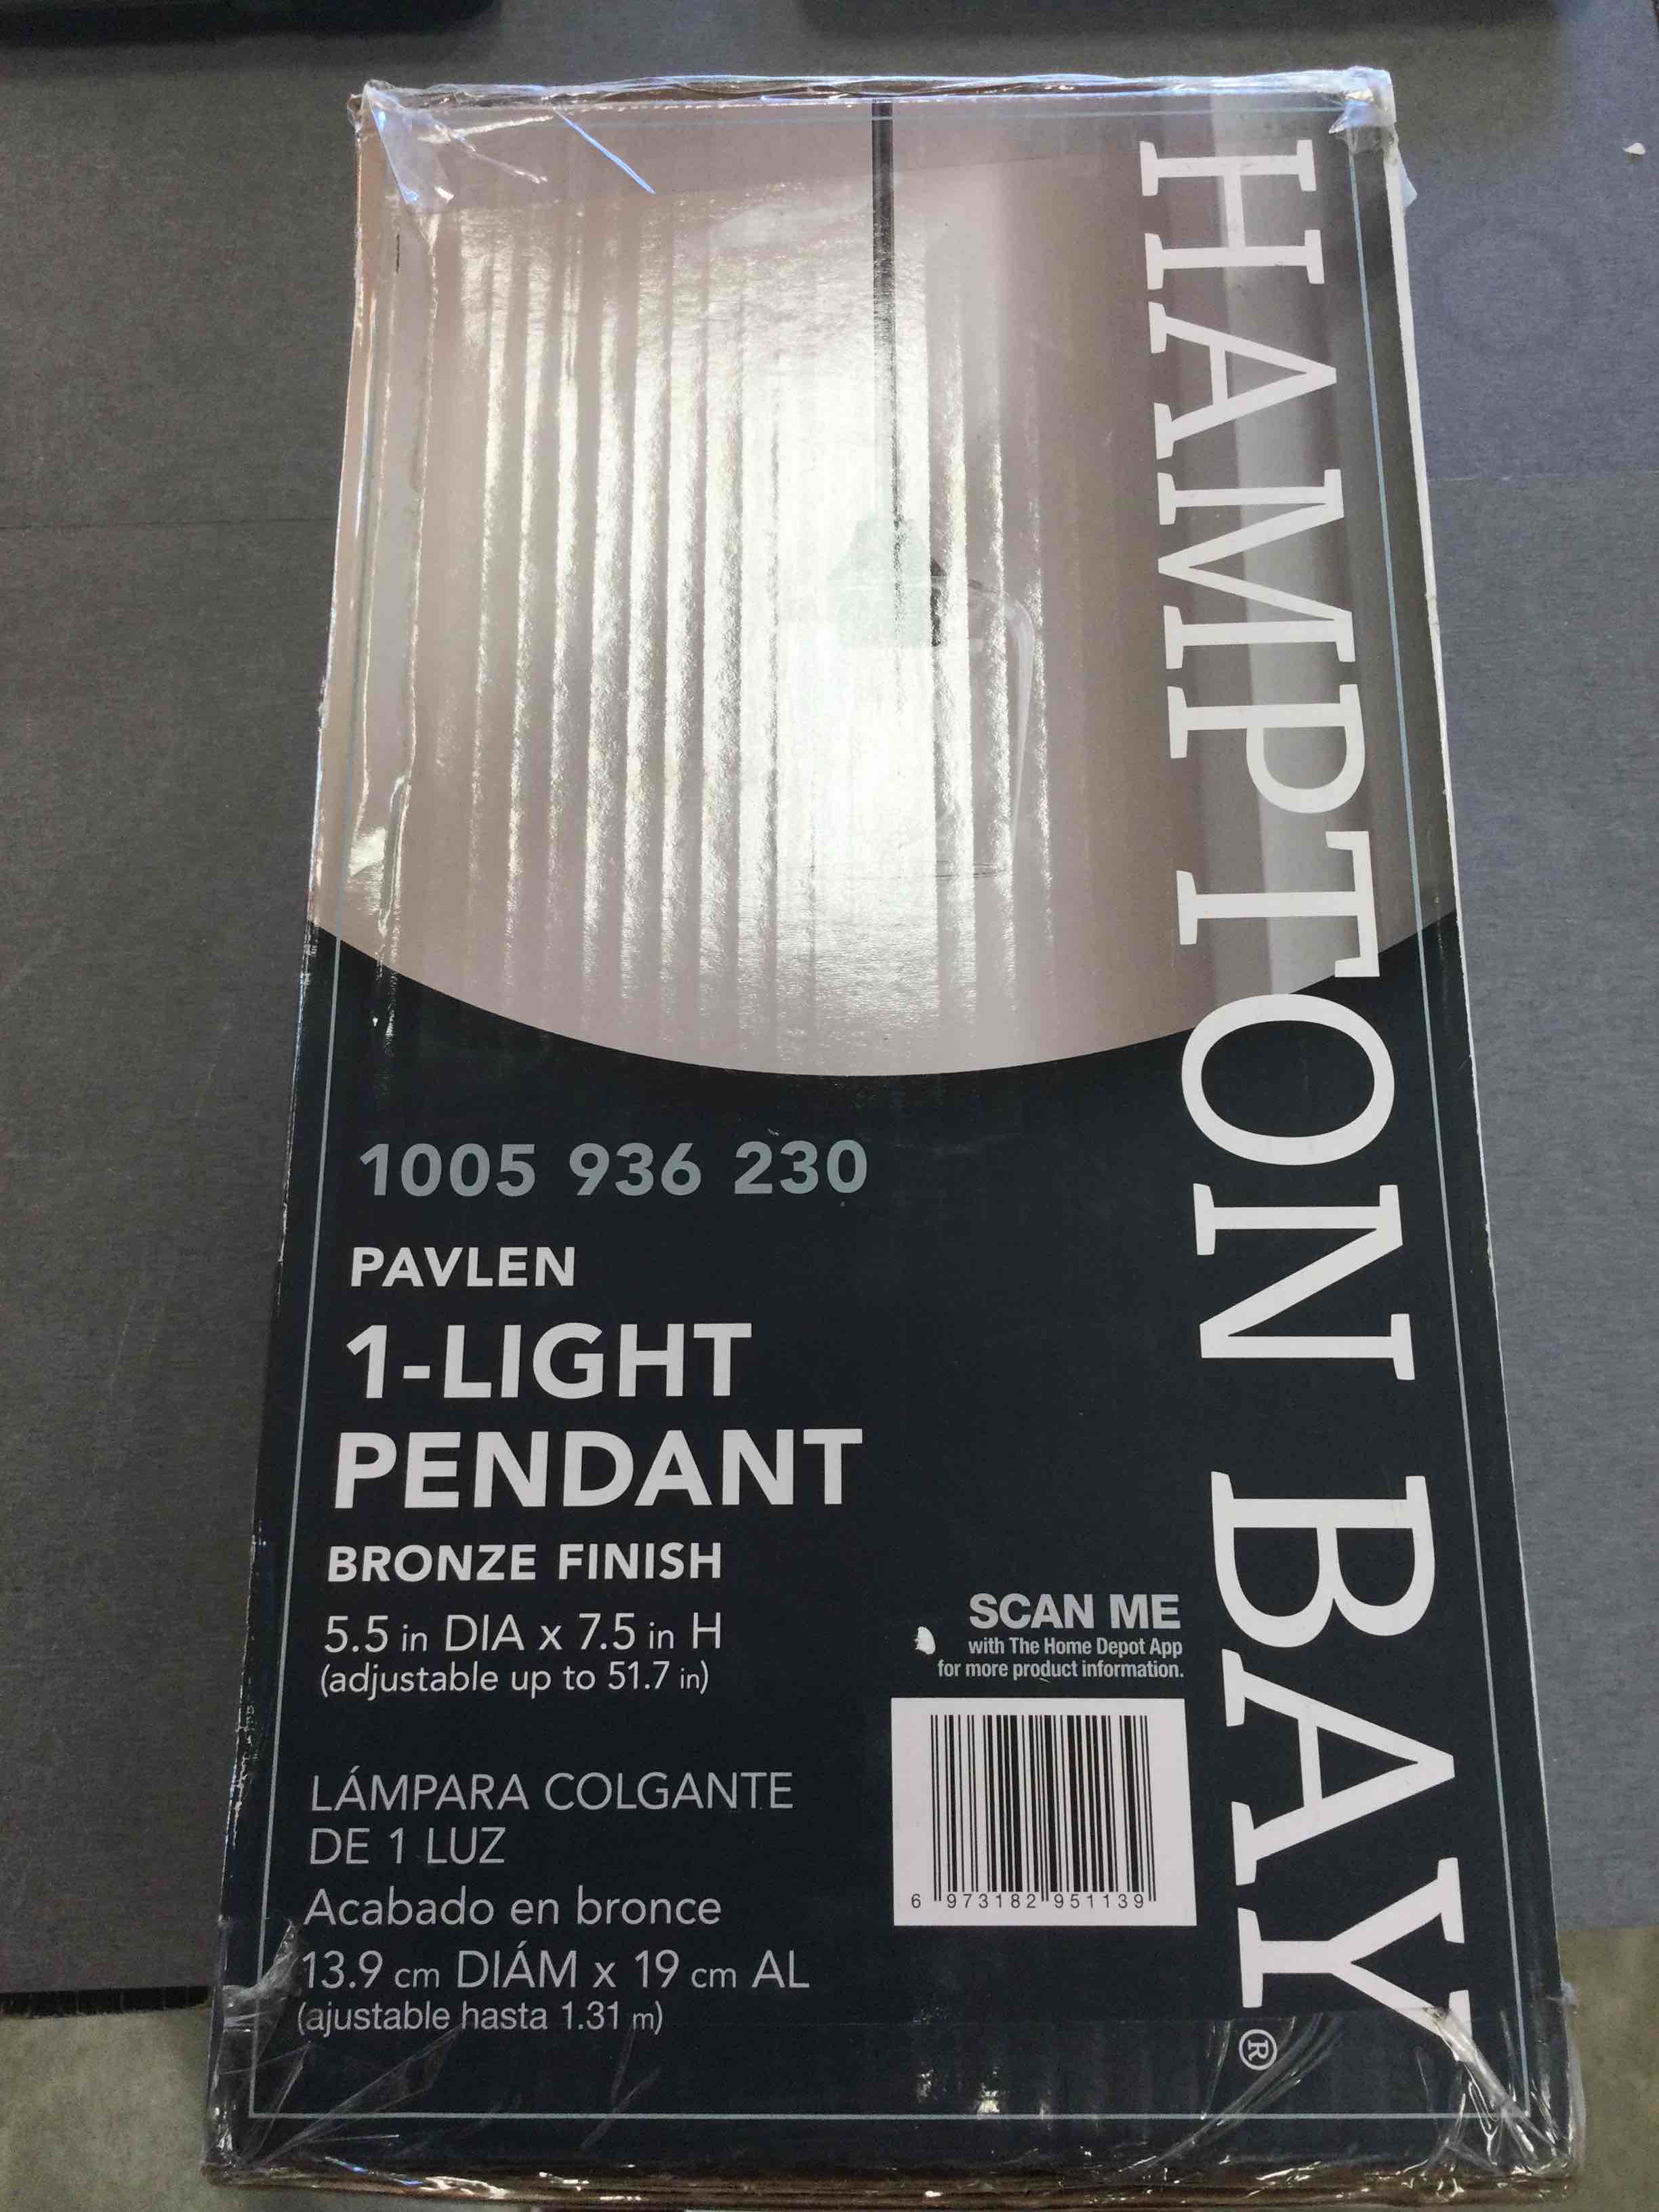 HAMPTON BAY®
1005 936 230
PAVLEN
1-LIGHT
PENDANT
BRONZE FINISH
5.5 in DIA x 7.5 in H
(adjustable up to 51.7 in)
LÁMPARA COLGANTE
DE 1 LUZ
Acabado en bronce
13.9 cm DIÁM x 19 cm AL
(ajustable hasta 1.31 m)
SCAN ME
with The Home Depot App
for more product information.
6 973182 951139